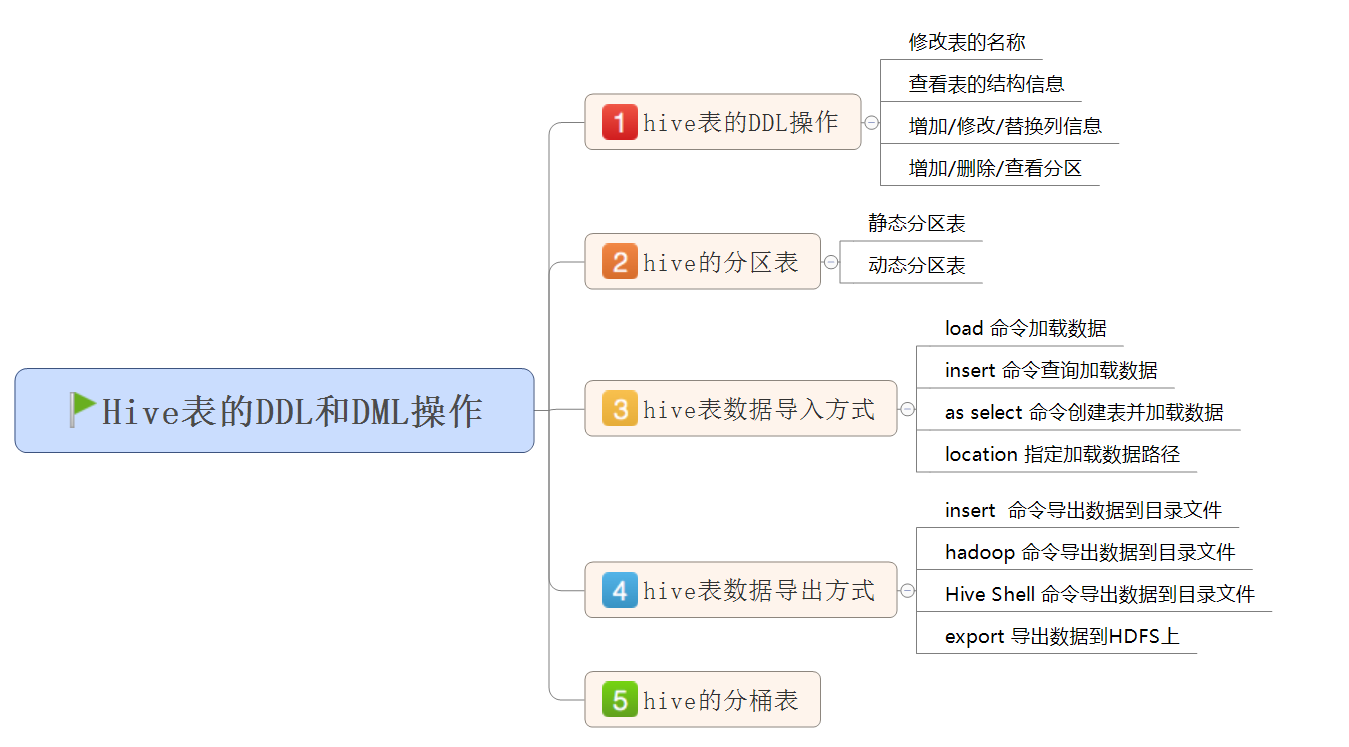 Hive表的DDL和DML操作
1 hive表的DDL操作
修改表的名称
查看表的结构信息
增加/修改/替换列信息
增加/删除/查看分区
2 hive的分区表
静态分区表
动态分区表
3 hive表数据导入方式
load 命令加载数据
insert 命令查询加载数据
as select 命令创建表并加载数据
location 指定加载数据路径
4 hive表数据导出方式
insert  命令导出数据到目录文件
hadoop 命令导出数据到目录文件
Hive Shell 命令导出数据到目录文件
export 导出数据到HDFS上
5 hive的分桶表